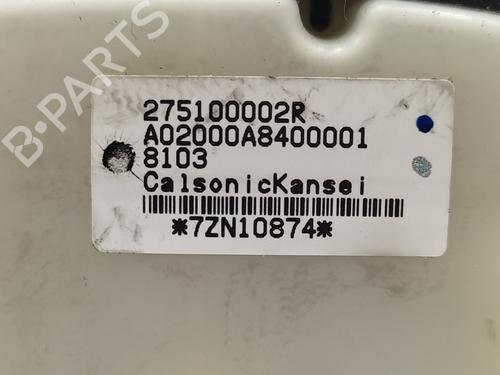 B-PARTS
275100002R
A02000A8400001
8103
CalsonicKansei
*7ZN10874*